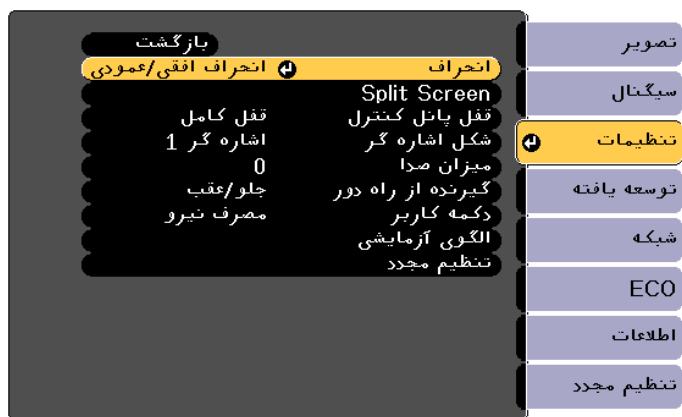 بازگشت
انحراف انحراف افقی/عمودی
Split Screen
قفل پانل کنترل قفل کامل
شکل اشاره گر اشاره گر 1
میزان صدا 0
گیرنده از راه دور جلو/عقب
دکمه کاربر مصرف نیرو
الگوی آزمایشی
تنظیم مجدد
تصویر
سیگنال
تنظیمات
توسعه یافته
شبکه
ECO
اطلاعات
تنظیم مجدد